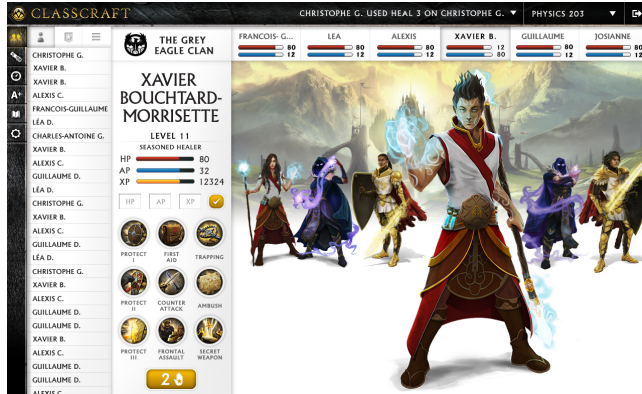 CLASSCRAFT
CHRISTOPHE G. USED HEAL 3 ON CHRISTOPHE G.
PHYSICS 203
CHRISTOPHE G.
XAVIER B.
XAVIER B.
ALEXIS C.
FRANCOIS-GUILLAUME
LÉA D.
CHARLES-ANTOINE G.
XAVIER B.
ALEXIS C.
GUILLAUME D.
LÉA D.
CHRISTOPHE G.
XAVIER B.
ALEXIS C.
GUILLAUME D.
LÉA D.
CHRISTOPHE G.
XAVIER B.
ALEXIS C.
GUILLAUME D.
GUILLAUME D.
XAVIER B.
ALEXIS C.
GUILLAUME D.
GUILLAUME D.
ALEXIS C.
A+
THE GREY
EAGLE CLAN
XAVIER
BOUCHTARD-
MORRISETTE
LEVEL 11
SEASONED HEALER
HP 80
AP 32
XP 12324
HP AP XP
PROTECT I
FIRST AID
TRAPPING
PROTECT II
COUNTER ATTACK
AMBUSH
PROTECT III
FRONTAL ASSAULT
SECRET WEAPON
2
FRANCOIS- G...
80
12
LEA
80
12
ALEXIS
80
12
XAVIER B.
12
80
GUILLAUME
80
12
JOSIANNE
80
12